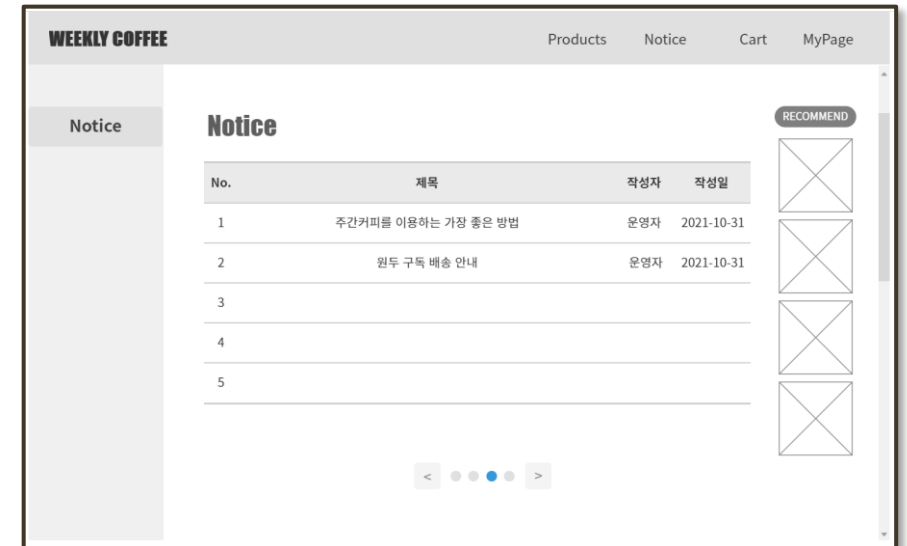 WEEKLY COFFEE Products Notice Cart MyPage
Notice
Notice
RECOMMEND
No. 제목 작성자 작성일
1 주간커피를 이용하는 가장 좋은 방법 운영자 2021-10-31
2 원두 구독 배송 안내 운영자 2021-10-31
3
4
5
< >